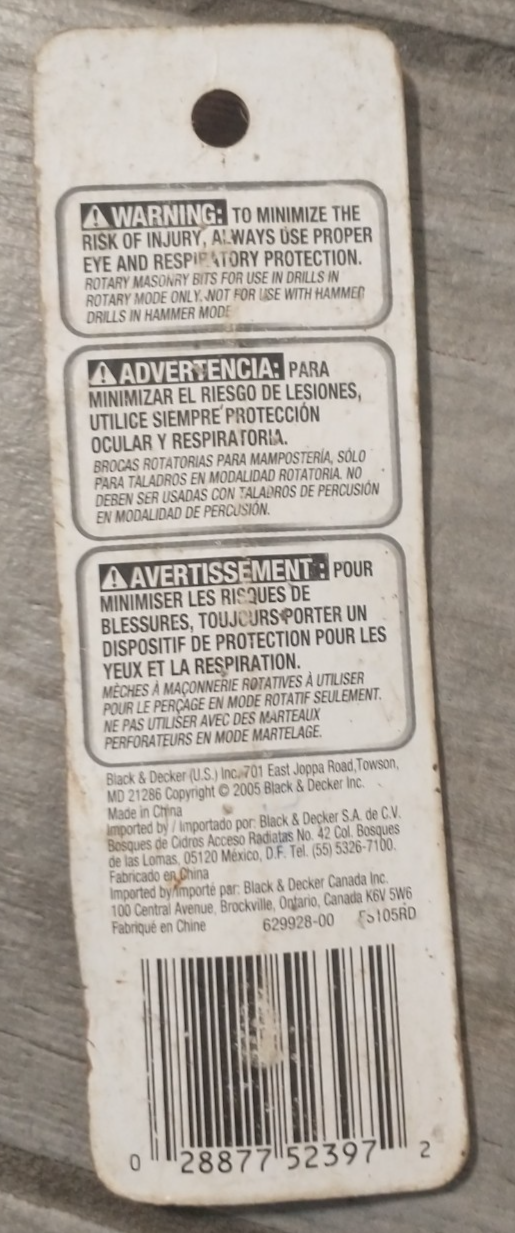 WARNING: TO MINIMIZE THE
RISK OF INJURY, ALWAYS USE PROPER
EYE AND RESPIRATORY PROTECTION.
ROTARY MASONRY BITS FOR USE IN DRILLS IN
ROTARY MODE ONLY. NOT FOR USE WITH HAMMER
DRILLS IN HAMMER MODE
ADVERTENCIA: PARA
MINIMIZAR EL RIESGO DE LESIONES,
UTILICE SIEMPRE PROTECCIÓN
OCULAR Y RESPIRATORIA.
BROCAS ROTATORIAS PARA MAMPOSTERÍA, SÓLO
PARA TALADROS EN MODALIDAD ROTATORIA. NO
DEBEN SER USADAS CON TALADROS DE PERCUSIÓN
EN MODALIDAD DE PERCUSIÓN.
AVERTISSEMENT : POUR
MINIMISER LES RISQUES DE
BLESSURES, TOUJOURS PORTER UN
DISPOSITIF DE PROTECTION POUR LES
YEUX ET LA RESPIRATION.
MÈCHES À MAÇONNERIE ROTATIVES À UTILISER
POUR LE PERÇAGE EN MODE ROTATIF SEULEMENT.
NE PAS UTILISER AVEC DES MARTEAUX
PERFORATEURS EN MODE MARTELAGE.
Black & Decker (U.S.) Inc. 701 East Joppa Road, Towson,
MD 21286 Copyright © 2005 Black & Decker Inc.
Made in China
Imported by / Importado por: Black & Decker S.A. de C.V.
Bosques de Cidros Acceso Radiatas No. 42 Col. Bosques
de las Lomas, 05120 México, D.F. Tel. (55) 5326-7100.
Fabricado en China
Imported by/Importé par: Black & Decker Canada Inc.
100 Central Avenue, Brockville, Ontario, Canada K6V 5W6
Fabriqué en Chine 629928-00
0 28877 52397 2